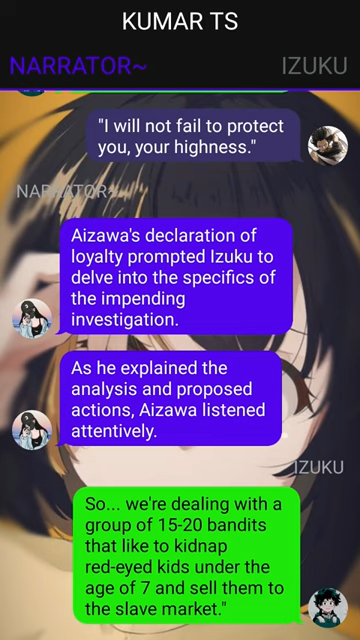 KUMAR TS
NARRATOR~
IZUKU
"I will not fail to protect
you, your highness."
NARRATOR~
Aizawa's declaration of
loyalty prompted Izuku to
delve into the specifics of
the impending
investigation.
As he explained the
analysis and proposed
actions, Aizawa listened
attentively.
IZUKU
So... we're dealing with a
group of 15-20 bandits
that like to kidnap
red-eyed kids under the
age of 7 and sell them to
the slave market."